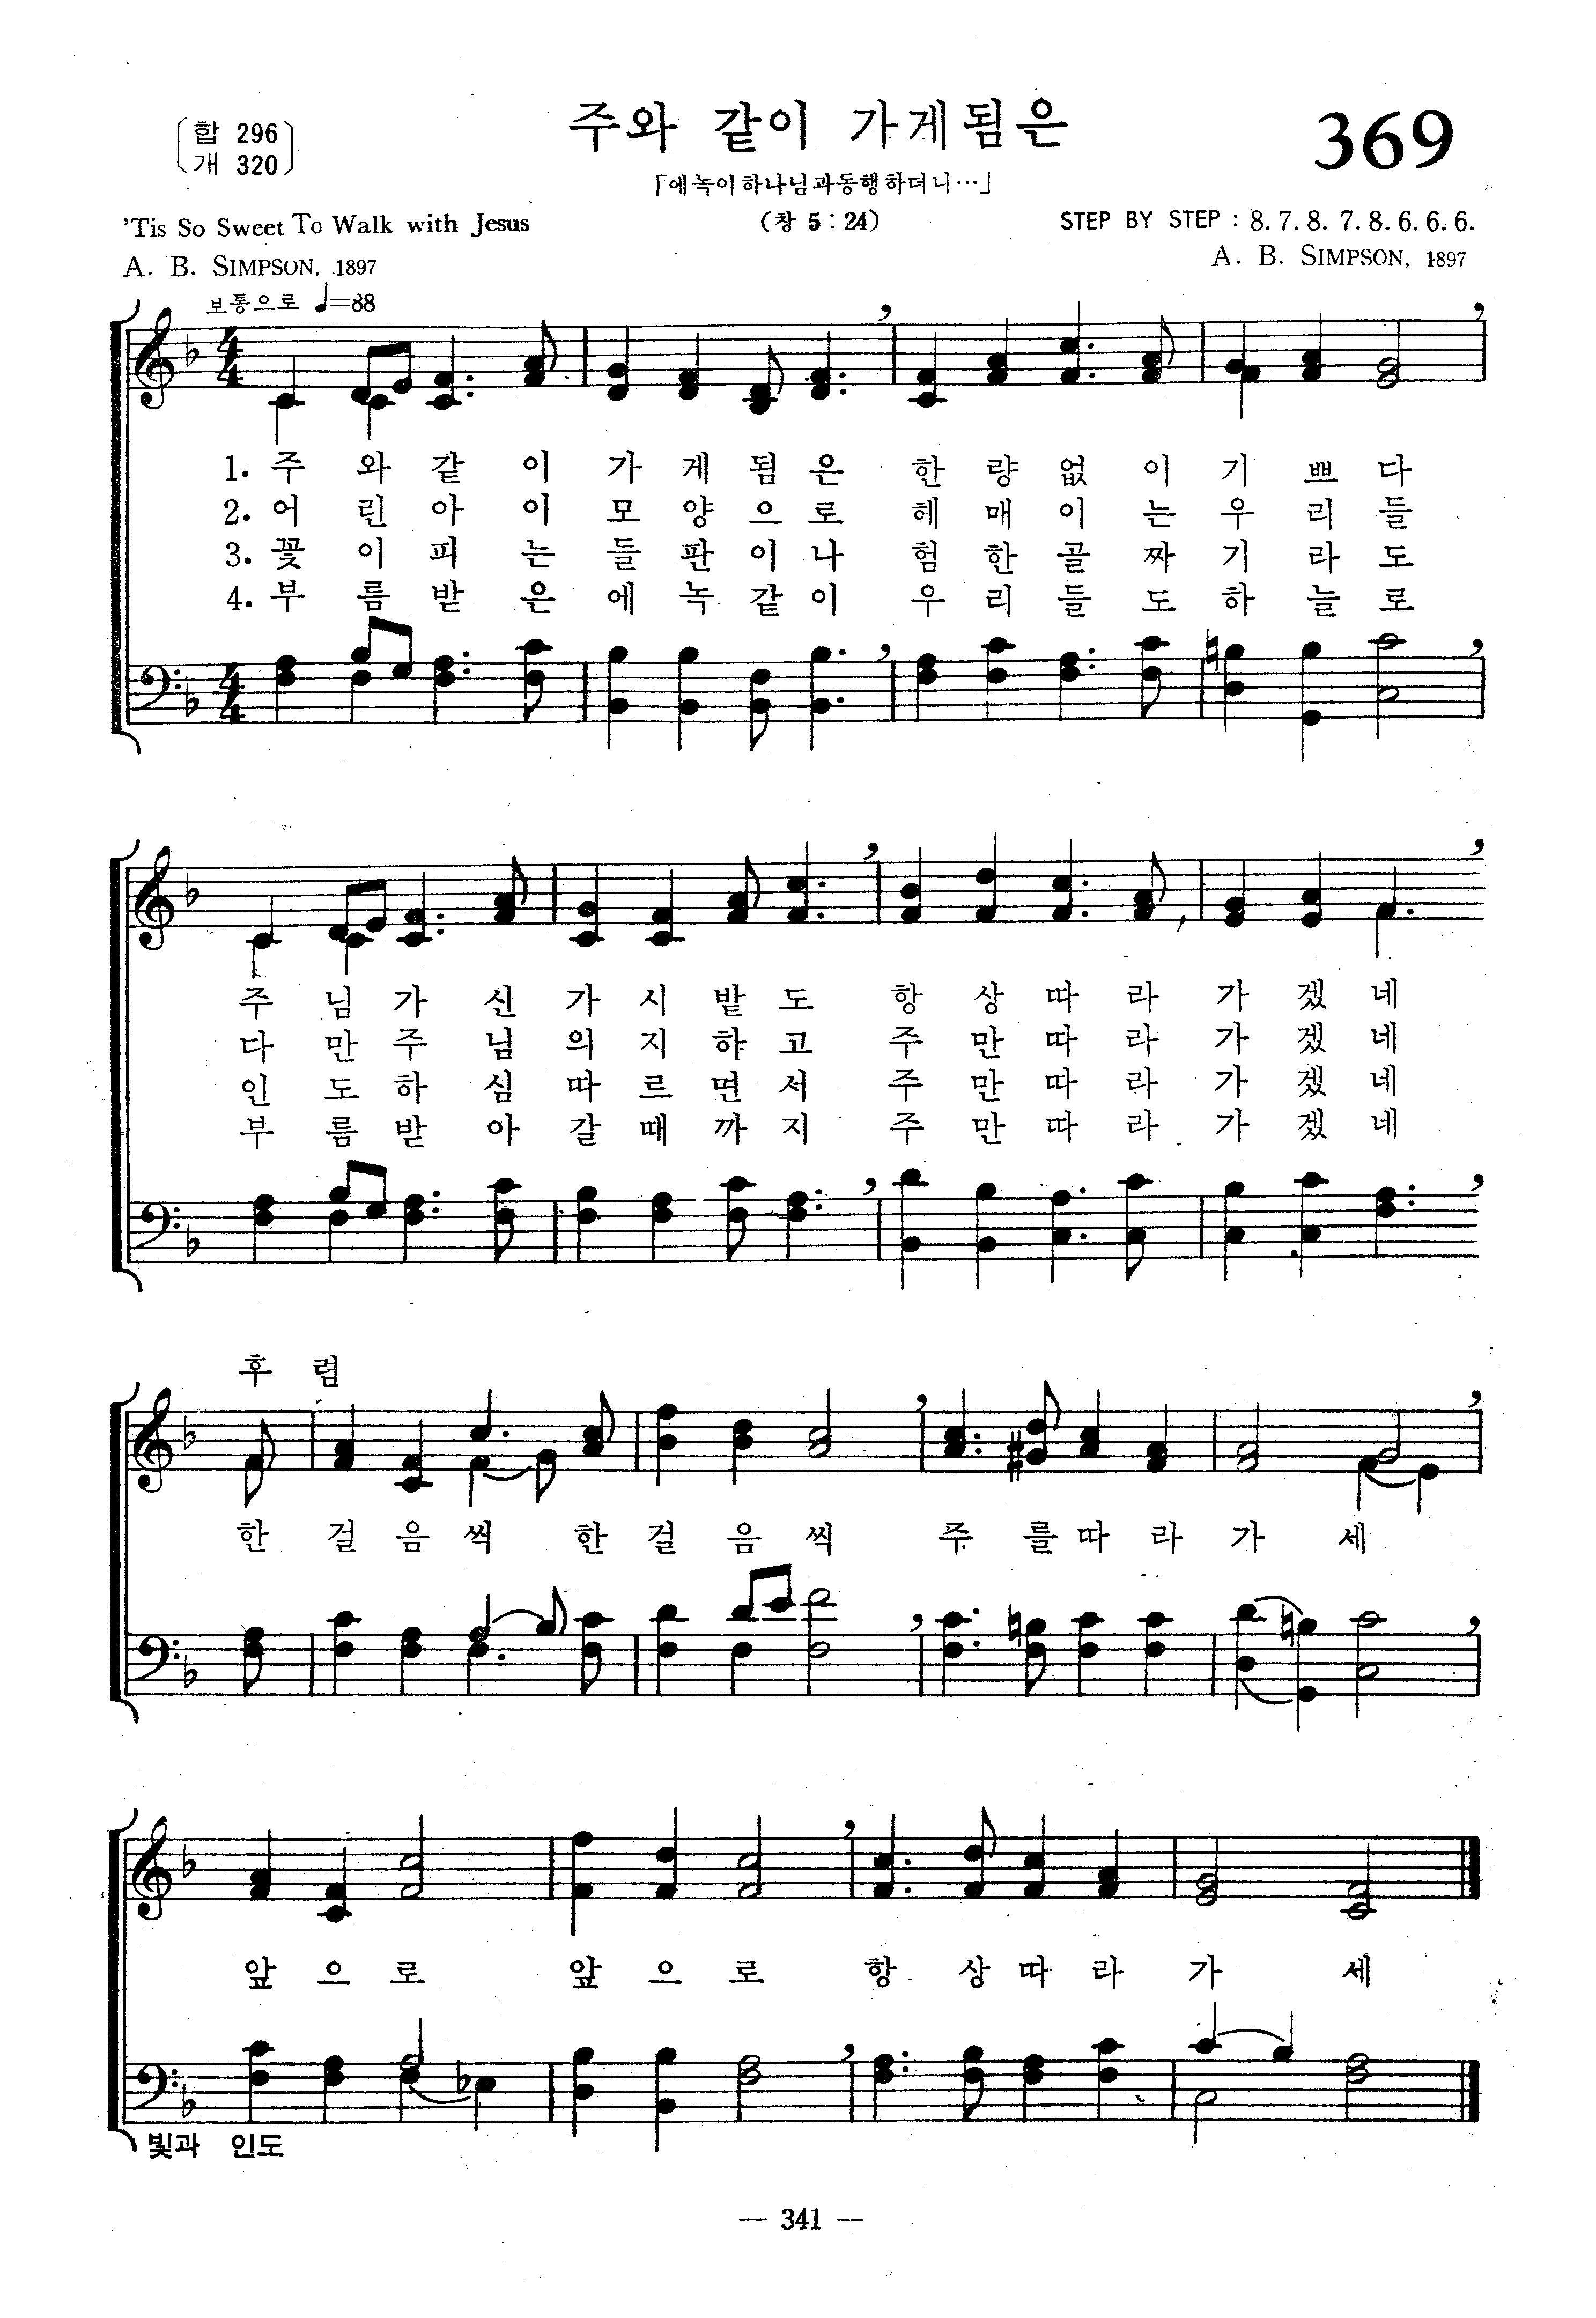 합 296
개 320
주와 같이 가게됨은
369
「에녹이하나님과동행하더니…」
'Tis So Sweet To Walk with Jesus
(창 5 : 24)
STEP BY STEP : 8. 7. 8. 7. 8. 6. 6. 6.
A. B. SIMPSON, 1897
A. B. SIMPSON, 1897
보통으로 ♩=88
1. 주 와 같 이 가 게 됨 은 한 량 없 이 기 쁘 다
2. 어 린 아 이 모 양 으 로 헤 매 이 는 우 리 들
3. 꽃 이 피 는 들 판 이 나 험 한 골 짜 기 라 도
4. 부 름 받 은 에 녹 같 이 우 리 들 도 하 늘 로
주 님 가 신 가 시 밭 도 항 상 따 라 가 겠 네
다 만 주 님 의 지 하 고 주 만 따 라 가 겠 네
인 도 하 심 따 르 면 서 주 만 따 라 가 겠 네
부 름 받 아 갈 때 까 지 주 만 따 라 가 겠 네
후 렴
한 걸 음 씩 한 걸 음 씩 주 를 따 라 가 세
앞 으 로 앞 으 로 항 상 따 라 가 세
빛과 인도
— 341 —